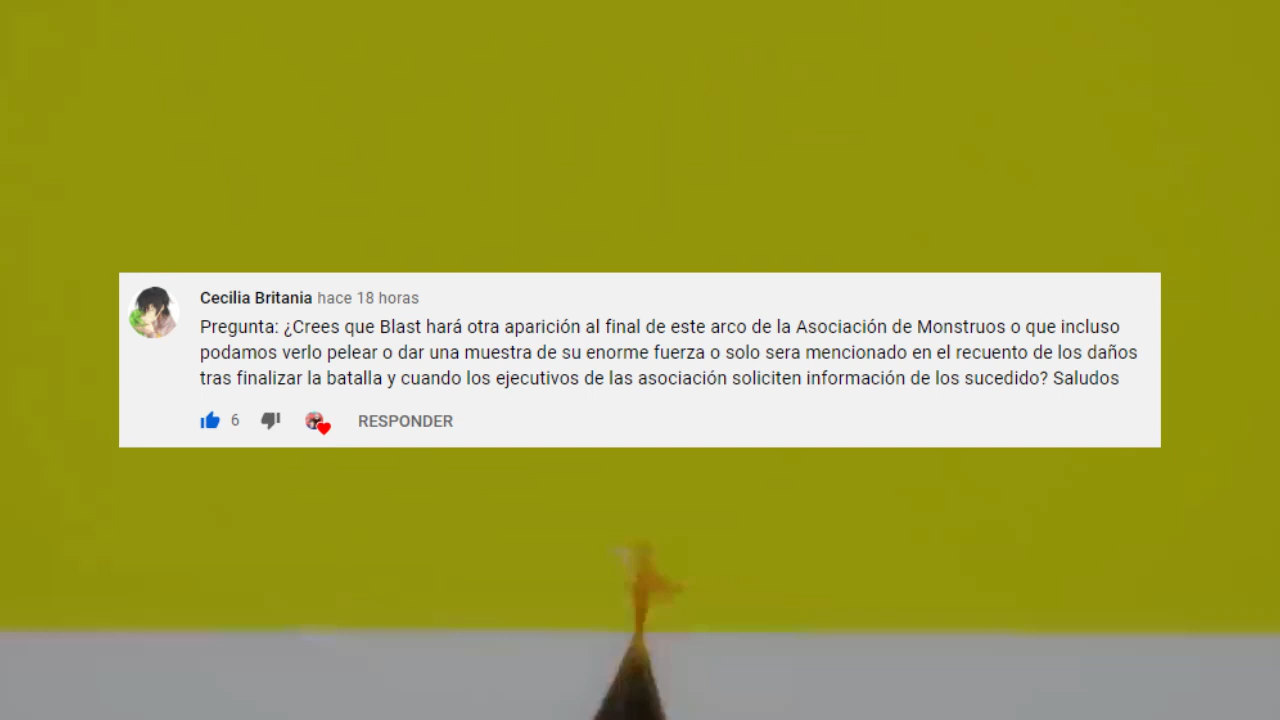 Cecilia Britania hace 18 horas
Pregunta: ¿Crees que Blast hará otra aparición al final de este arco de la Asociación de Monstruos o que incluso
podamos verlo pelear o dar una muestra de su enorme fuerza o solo sera mencionado en el recuento de los daños
tras finalizar la batalla y cuando los ejecutivos de las asociación soliciten información de los sucedido? Saludos
6 RESPONDER